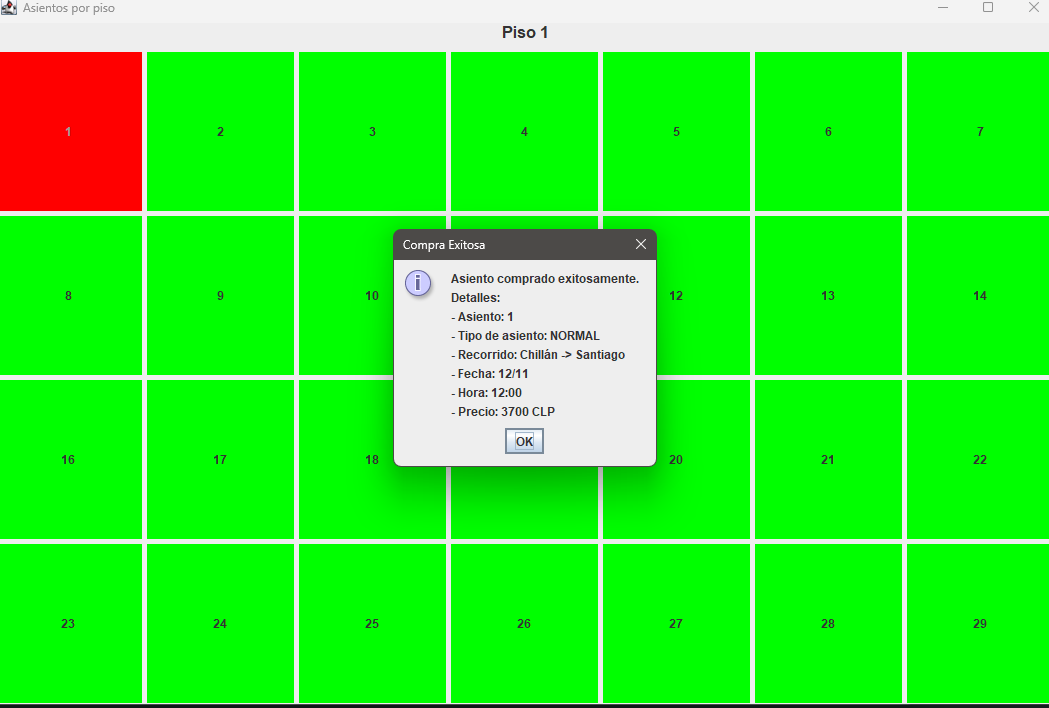 Asientos por piso
Piso 1
1 2 3 4 5 6 7
8 9 10 12 13 14
16 17 18 20 21 22
23 24 25 26 27 28 29
Compra Exitosa
Asiento comprado exitosamente.
Detalles:
- Asiento: 1
- Tipo de asiento: NORMAL
- Recorrido: Chillán -> Santiago
- Fecha: 12/11
- Hora: 12:00
- Precio: 3700 CLP
OK